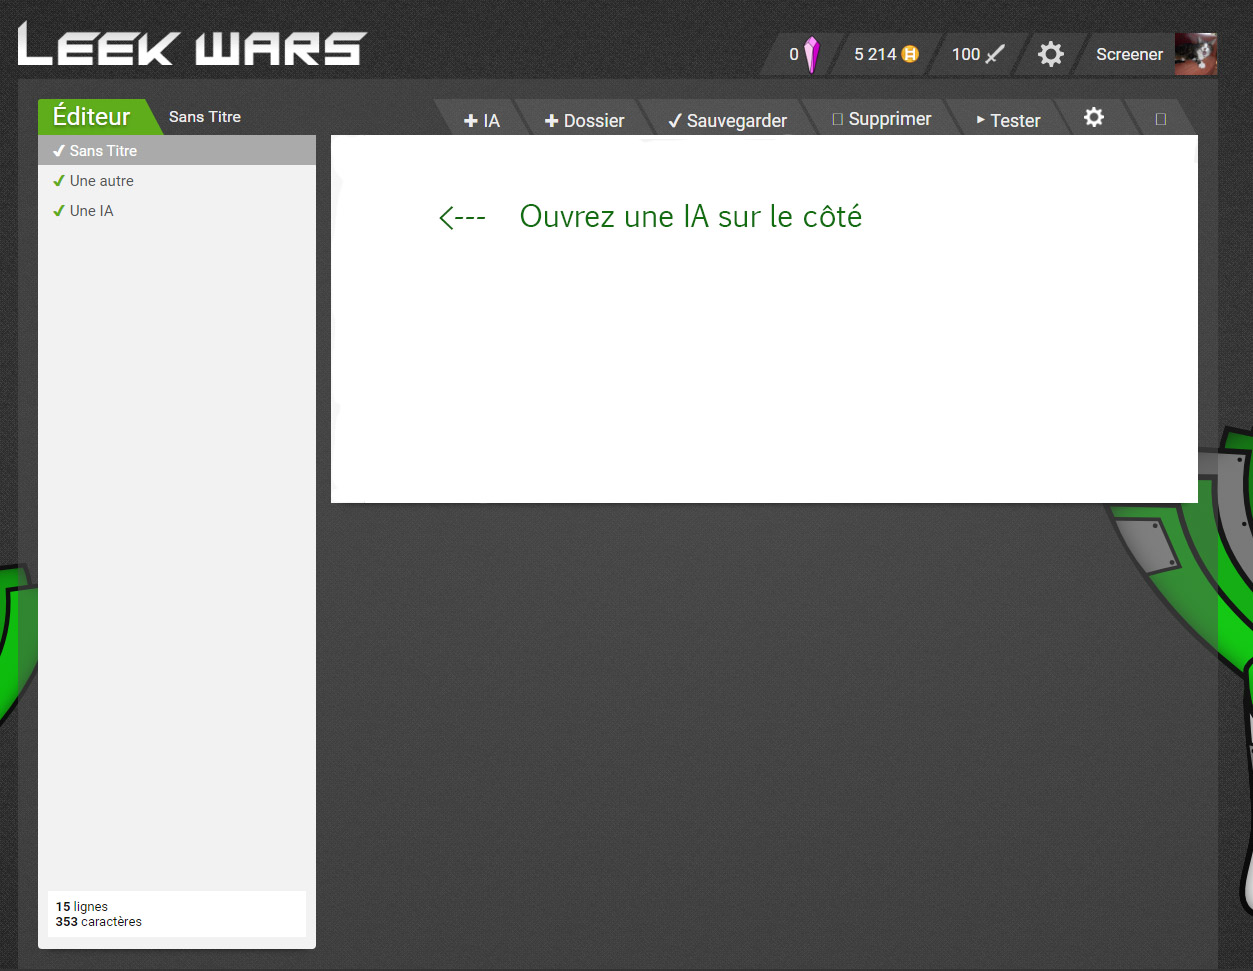 LEEK WARS
0
5 214
100
Screener
Éditeur
Sans Titre
IA
Dossier
Sauvegarder
Supprimer
Tester
Sans Titre
Une autre
Une IA
<--- Ouvrez une IA sur le côté
15 lignes
353 caractères